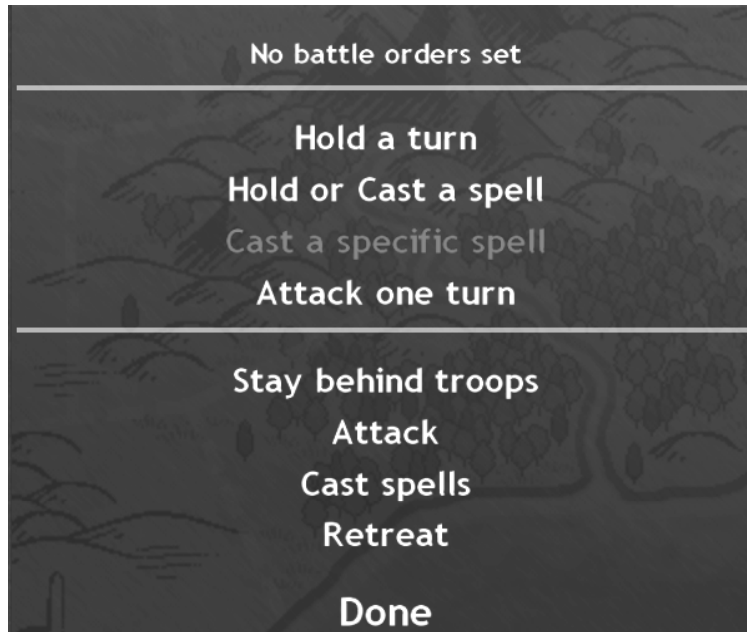 No battle orders set
Hold a turn
Hold or Cast a spell
Cast a specific spell
Attack one turn
Stay behind troops
Attack
Cast spells
Retreat
Done